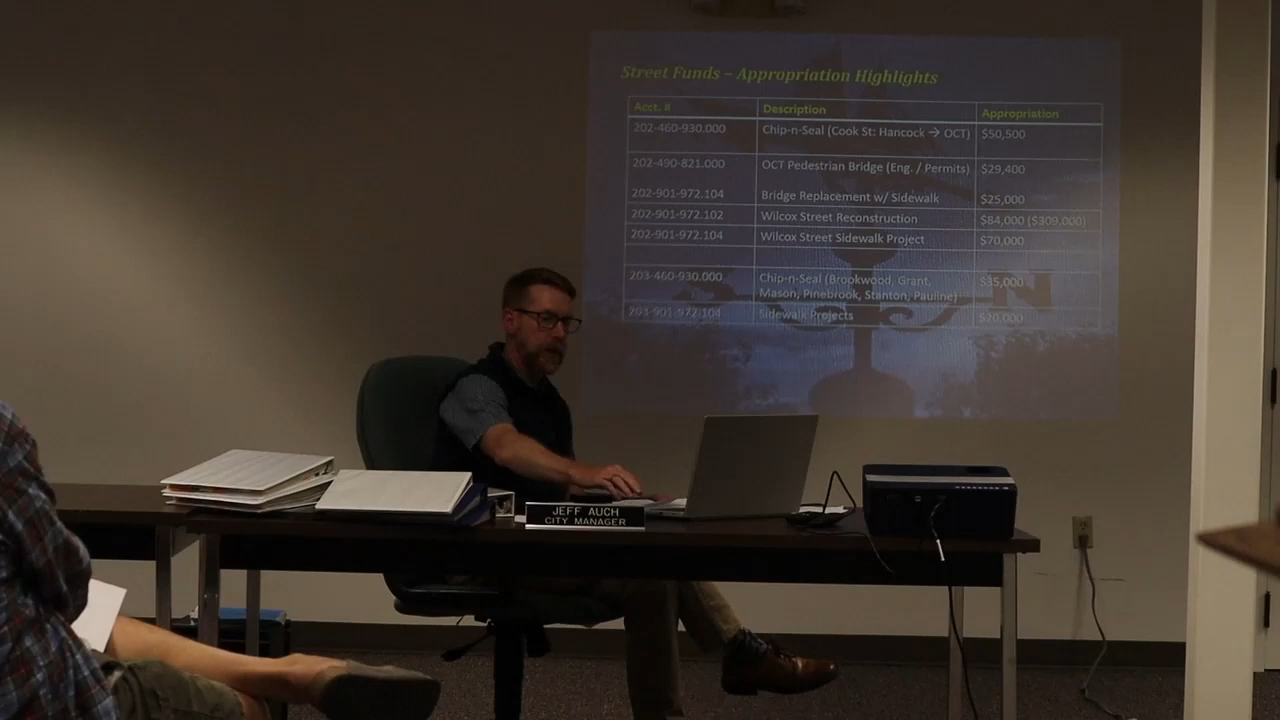 Street Funds – Appropriation Highlights
Acct. # Description Appropriation
202-460-930.000 Chip-n-Seal (Cook St: Hancock → OCT) $50,500
202-490-821.000 OCT Pedestrian Bridge (Eng. / Permits) $29,400
202-901-972.104 Bridge Replacement w/ Sidewalk $25,000
202-901-972.102 Wilcox Street Reconstruction $84,000 ($309,000)
202-901-972.104 Wilcox Street Sidewalk Project $70,000
203-460-930.000 Chip-n-Seal (Brookwood, Grant, $35,000
Mason, Pinebrook, Stanton, Pauline)
203-901-972.104 Sidewalk Projects $20,000
N
JEFF AUCH
CITY MANAGER